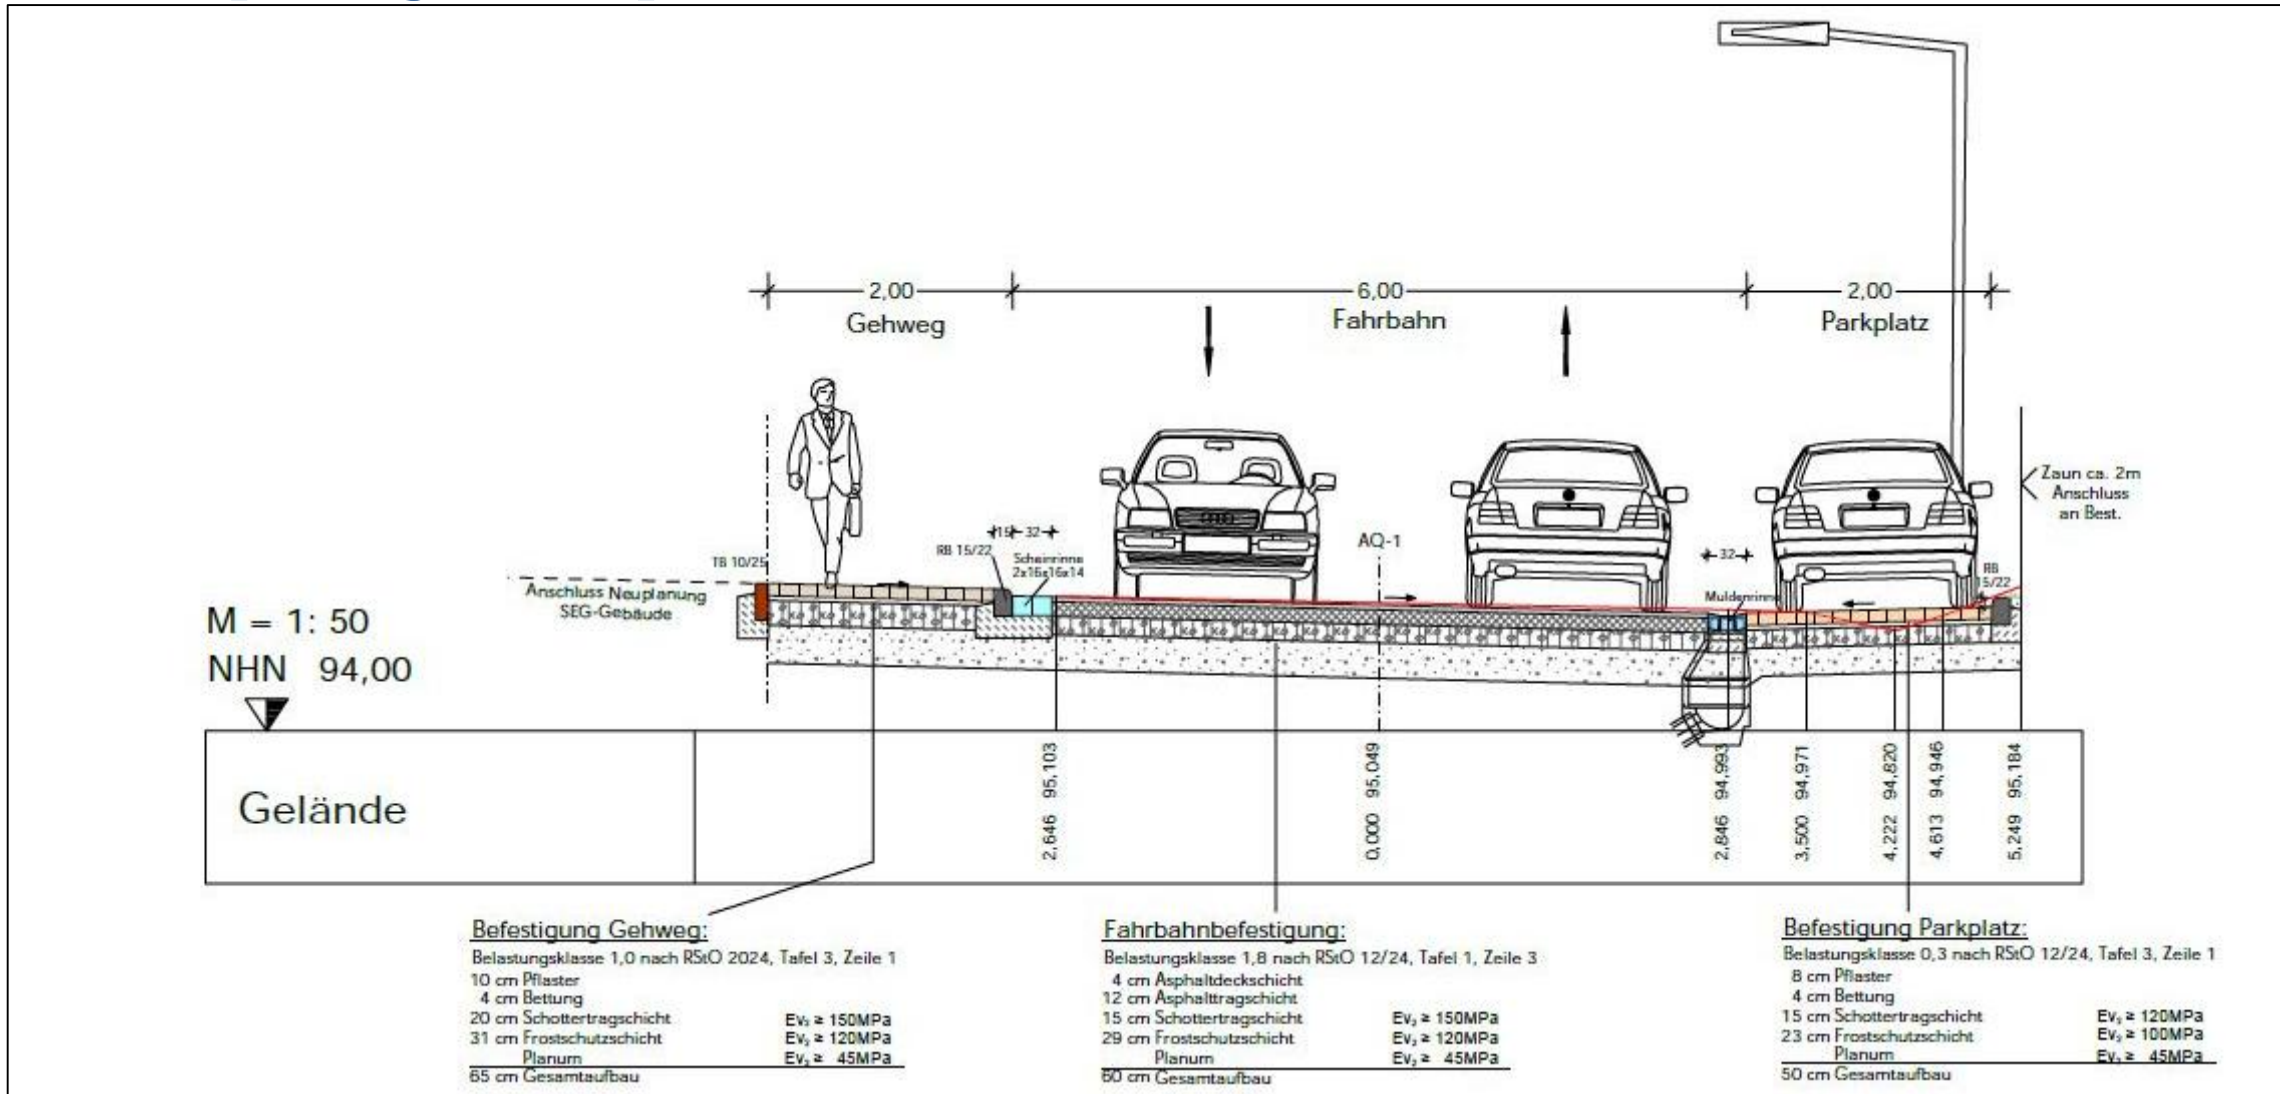 2,00
6,00
2,00
Gehweg
Fahrbahn
Parkplatz
Zaun ca. 2m
Anschluss
an Best.
15
32
AQ-1
32
TB 10/25
RB 15/22
Scheinrinne
2x16x16x14
RB
15/22
Muldenrinne
Anschluss Neuplanung
SEG-Gebäude
M = 1: 50
NHN 94,00
Gelände
2,646 95,103
0,000 95,049
2,846 94,993
3,500 94,971
4,222 94,820
4,613 94,946
5,249 95,184
Befestigung Gehweg:
Belastungsklasse 1,0 nach RStO 2024, Tafel 3, Zeile 1
10 cm Pflaster
4 cm Bettung
20 cm Schottertragschicht Ev₂ ≥ 150MPa
31 cm Frostschutzschicht Ev₂ ≥ 120MPa
Planum Ev₂ ≥ 45MPa
65 cm Gesamtaufbau
Fahrbahnbefestigung:
Belastungsklasse 1,8 nach RStO 12/24, Tafel 1, Zeile 3
4 cm Asphaltdeckschicht
12 cm Asphalttragschicht
15 cm Schottertragschicht Ev₂ ≥ 150MPa
29 cm Frostschutzschicht Ev₂ ≥ 120MPa
Planum Ev₂ ≥ 45MPa
60 cm Gesamtaufbau
Befestigung Parkplatz:
Belastungsklasse 0,3 nach RStO 12/24, Tafel 3, Zeile 1
8 cm Pflaster
4 cm Bettung
15 cm Schottertragschicht Ev₂ ≥ 120MPa
23 cm Frostschutzschicht Ev₂ ≥ 100MPa
Planum Ev₂ ≥ 45MPa
50 cm Gesamtaufbau